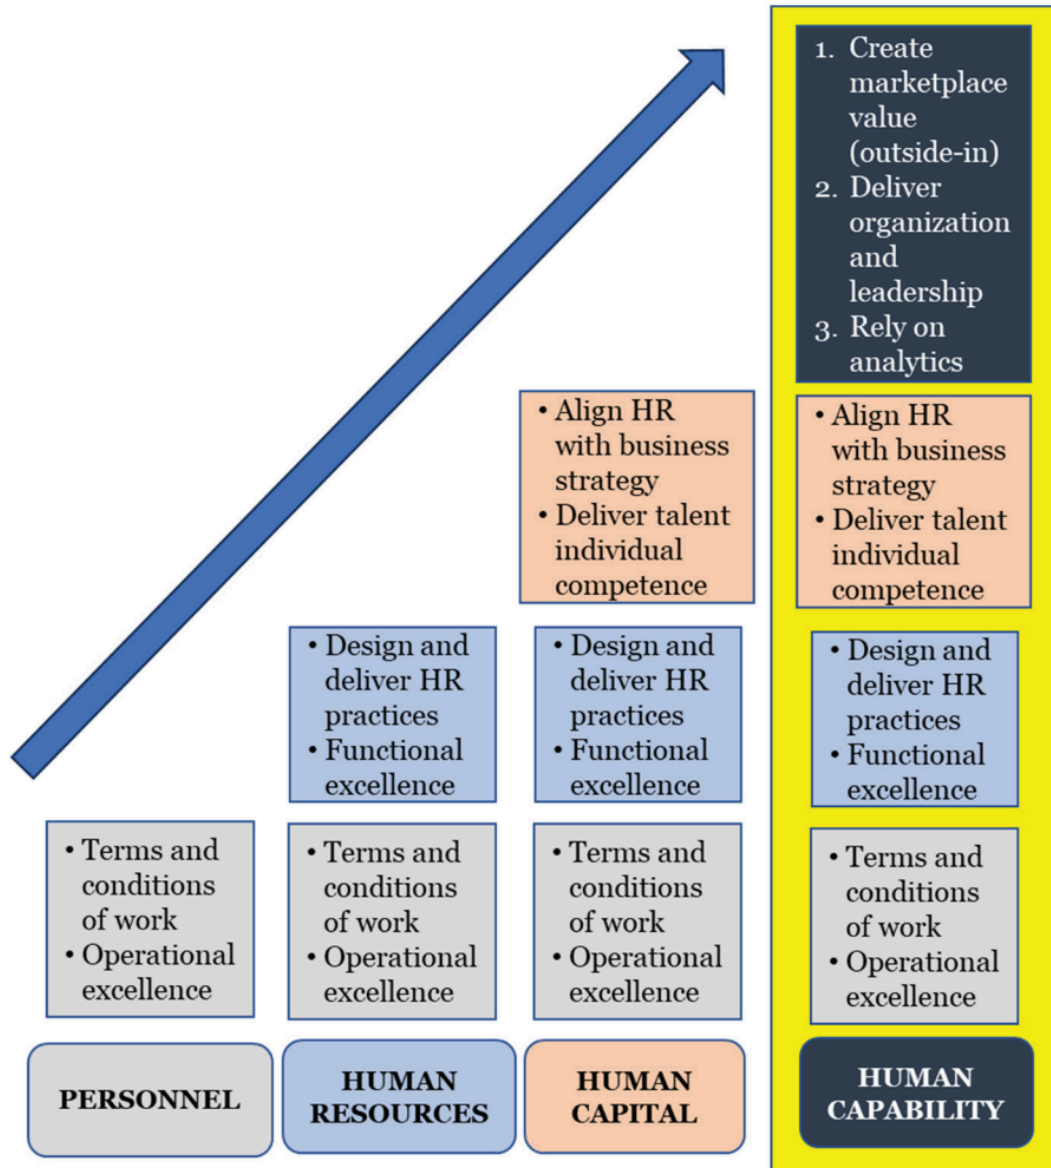 1. Create
marketplace
value
(outside-in)
2. Deliver
organization
and
leadership
3. Rely on
analytics
• Align HR
with business
strategy
• Deliver talent
individual
competence
• Align HR
with business
strategy
• Deliver talent
individual
competence
• Design and
deliver HR
practices
• Functional
excellence
• Design and
deliver HR
practices
• Functional
excellence
• Design and
deliver HR
practices
• Functional
excellence
• Terms and
conditions
of work
• Operational
excellence
• Terms and
conditions
of work
• Operational
excellence
• Terms and
conditions
of work
• Operational
excellence
• Terms and
conditions
of work
• Operational
excellence
PERSONNEL
HUMAN
RESOURCES
HUMAN
CAPITAL
HUMAN
CAPABILITY